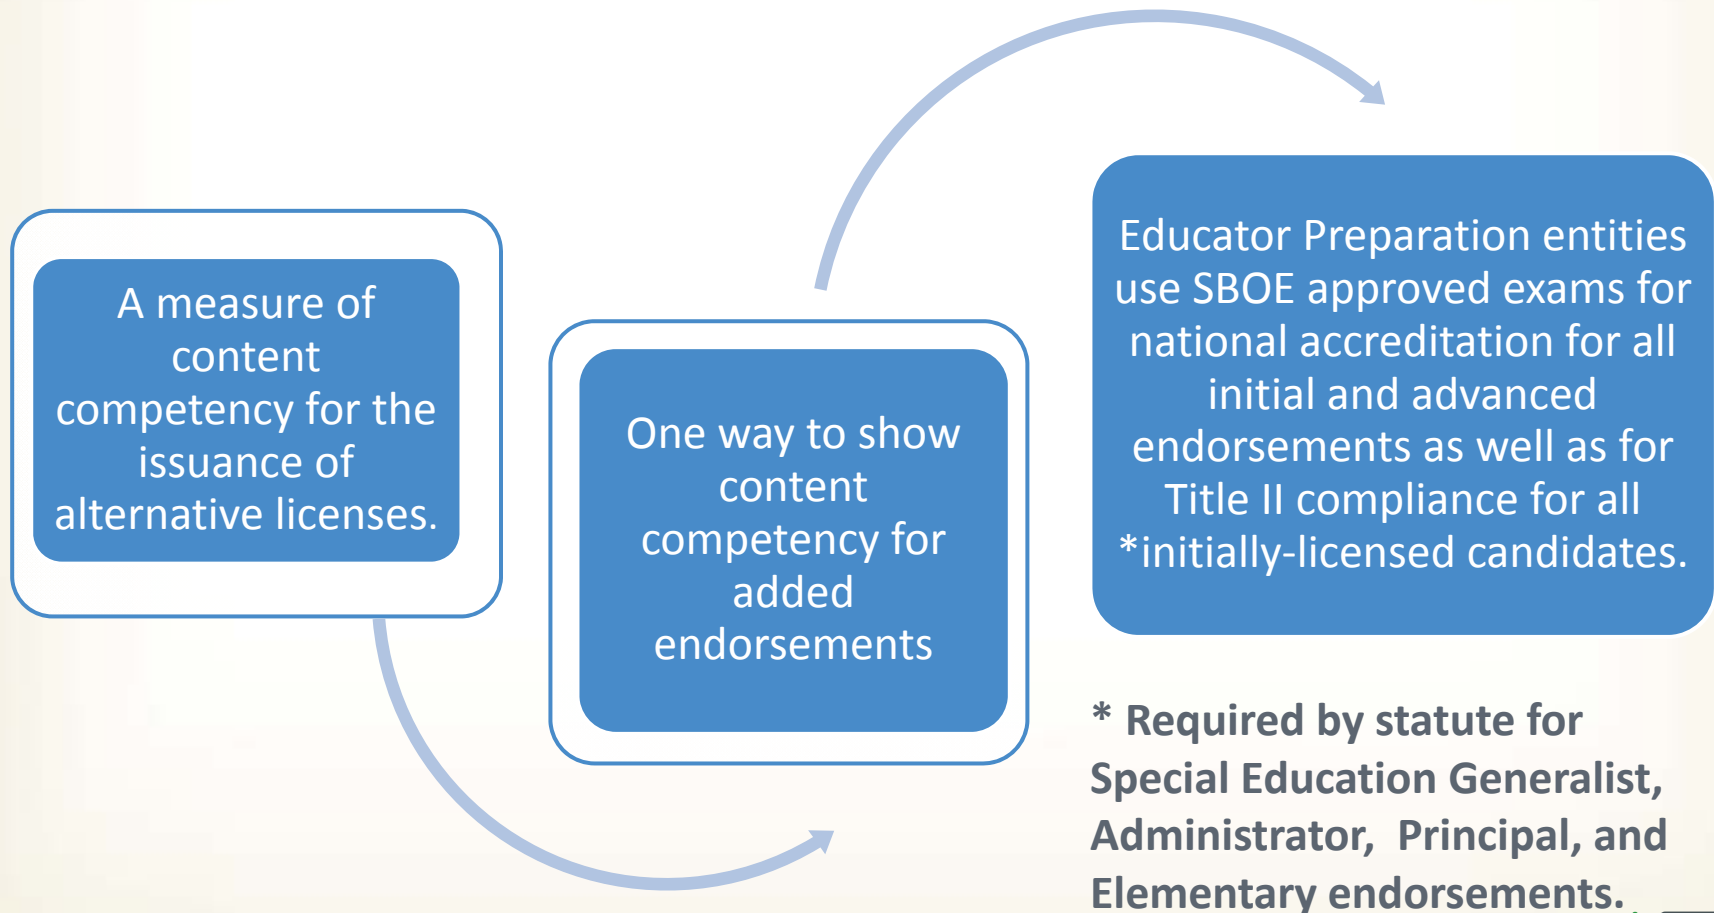 A measure of
content
competency for the
issuance of
alternative licenses.
One way to show
content
competency for
added
endorsements
Educator Preparation entities
use SBOE approved exams for
national accreditation for all
initial and advanced
endorsements as well as for
Title II compliance for all
*initially-licensed candidates.
* Required by statute for
Special Education Generalist,
Administrator, Principal, and
Elementary endorsements.